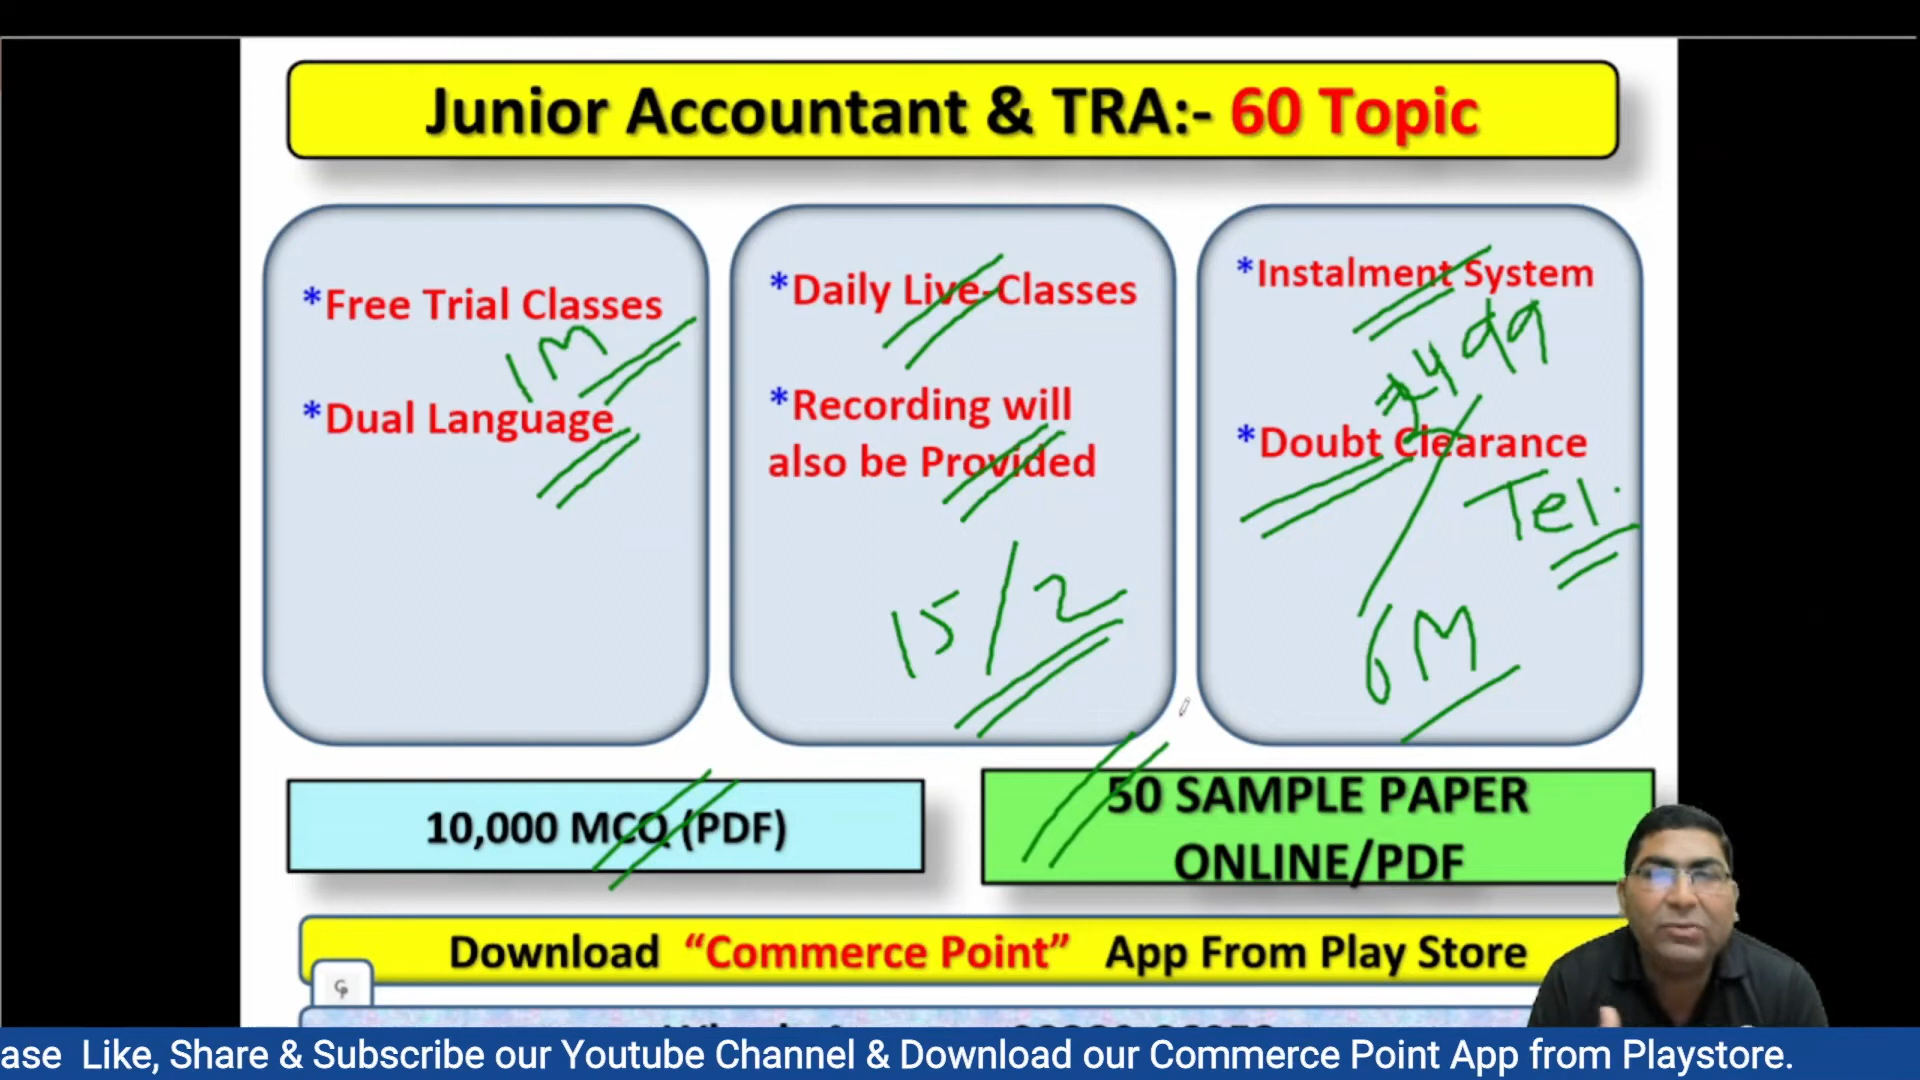 Junior Accountant & TRA:- 60 Topic
*Free Trial Classes
1M
*Dual Language
*Daily Live-Classes
*Recording will
also be Provided
15/2
*Instalment System
2499
*Doubt Clearance
Tel.
6M
10,000 MCQ (PDF)
50 SAMPLE PAPER
ONLINE/PDF
Download “Commerce Point” App From Play Store
ase Like, Share & Subscribe our Youtube Channel & Download our Commerce Point App from Playstore.